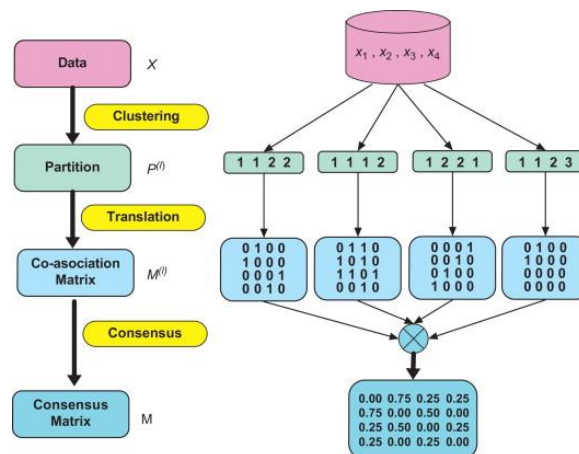 Data
X
Clustering
Partition
P(l)
Translation
Co-asociation
Matrix
M(l)
Consensus
Consensus
Matrix
M
x1 , x2 , x3 , x4
1 1 2 2
1 1 1 2
1 2 2 1
1 1 2 3
0 1 0 0
1 0 0 0
0 0 0 1
0 0 1 0
0 1 1 0
1 0 1 0
1 1 0 1
0 0 1 0
0 0 0 1
0 0 1 0
0 1 0 0
1 0 0 0
0 1 0 0
1 0 0 0
0 0 0 0
0 0 0 0
0.00 0.75 0.25 0.25
0.75 0.00 0.50 0.00
0.25 0.50 0.00 0.25
0.25 0.00 0.25 0.00